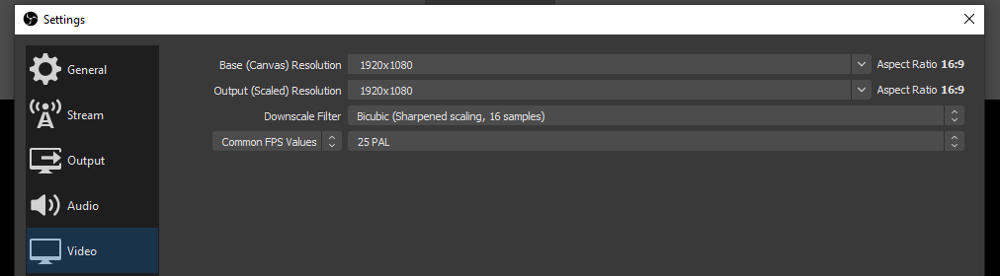 Settings
General
Stream
Output
Audio
Video
Base (Canvas) Resolution 1920x1080 Aspect Ratio 16:9
Output (Scaled) Resolution 1920x1080 Aspect Ratio 16:9
Downscale Filter Bicubic (Sharpened scaling, 16 samples)
Common FPS Values 25 PAL